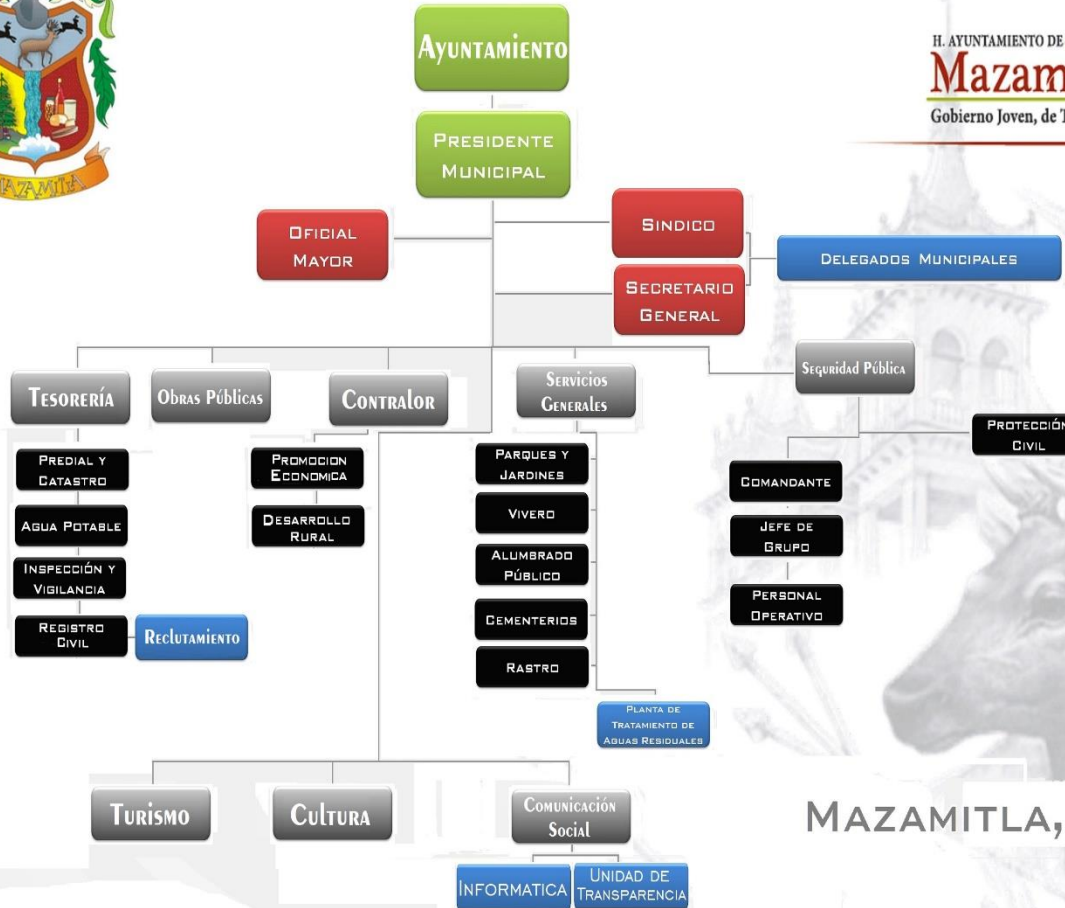 MAZAMITLA
H. AYUNTAMIENTO DE
Gobierno Joven, de
AYUNTAMIENTO
PRESIDENTE
MUNICIPAL
OFICIAL
MAYOR
SINDICO
SECRETARIO
GENERAL
DELEGADOS MUNICIPALES
TESORERÍA
OBRAS PÚBLICAS
CONTRALOR
SERVICIOS
GENERALES
SEGURIDAD PÚBLICA
PREDIAL Y
CATASTRO
AGUA POTABLE
INSPECCIÓN Y
VIGILANCIA
REGISTRO
CIVIL
RECLUTAMIENTO
PROMOCION
ECONOMICA
DESARROLLO
RURAL
PARQUES Y
JARDINES
VIVERO
ALUMBRADO
PÚBLICO
CEMENTERIOS
RASTRO
PLANTA DE
TRATAMIENTO DE
AGUAS RESIDUALES
PROTECCIÓN
CIVIL
COMANDANTE
JEFE DE
GRUPO
PERSONAL
OPERATIVO
TURISMO
CULTURA
COMUNICACIÓN
SOCIAL
INFORMATICA
UNIDAD DE
TRANSPARENCIA
MAZAMITLA,